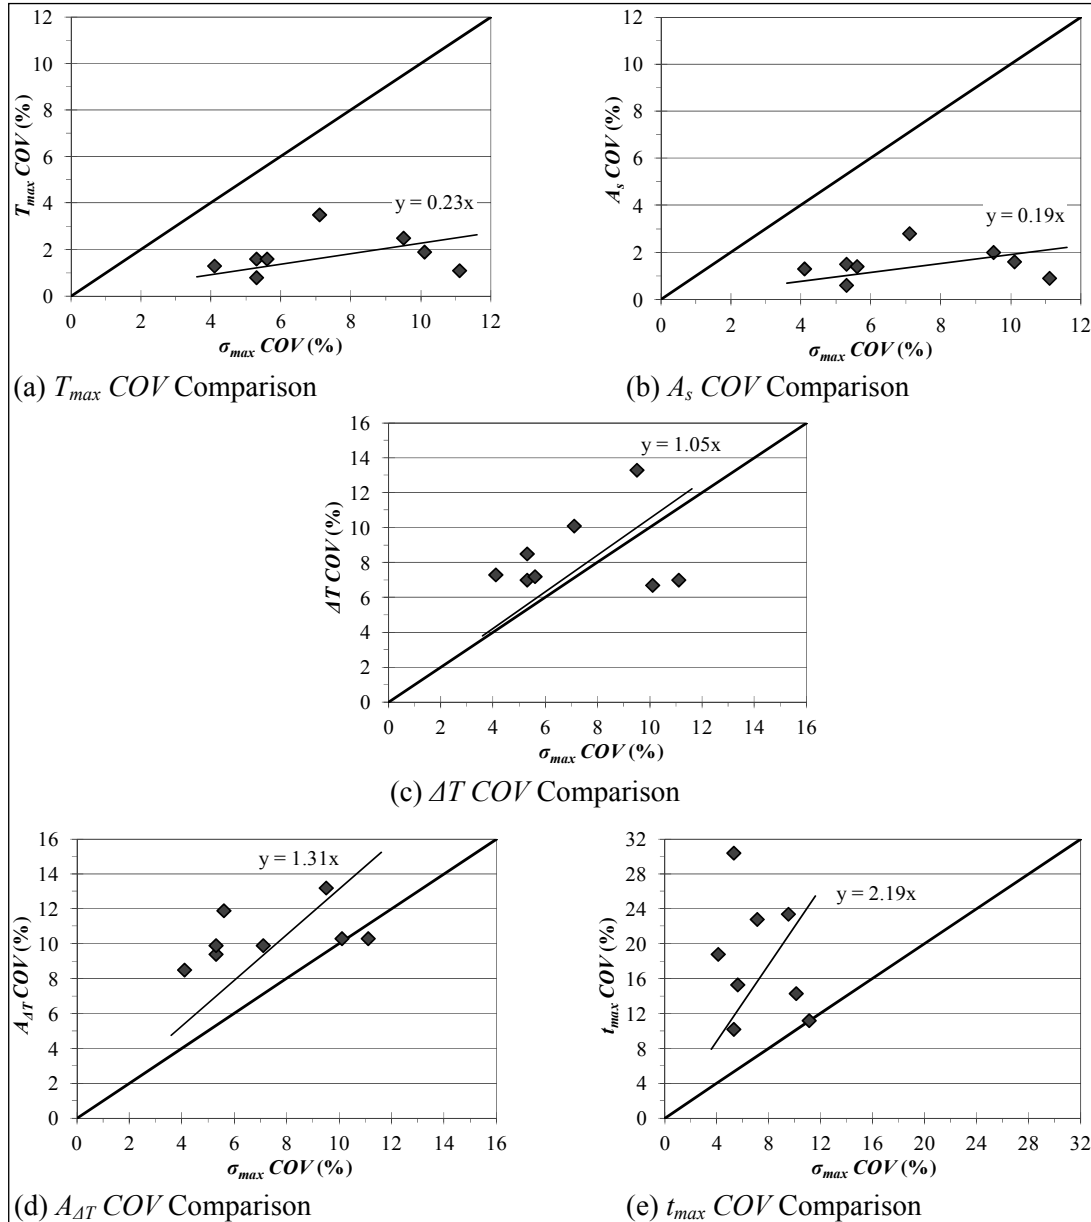 12
10
8
6
4
2
0
T_max COV (%)
y = 0.23x
0 2 4 6 8 10 12
σ_max COV (%)
(a) T_max COV Comparison
12
10
8
6
4
2
0
A_s COV (%)
y = 0.19x
0 2 4 6 8 10 12
σ_max COV (%)
(b) A_s COV Comparison
16
14
12
10
8
6
4
2
0
ΔT COV (%)
y = 1.05x
0 2 4 6 8 10 12 14 16
σ_max COV (%)
(c) ΔT COV Comparison
16
14
12
10
8
6
4
2
0
A_ΔT COV (%)
y = 1.31x
0 2 4 6 8 10 12 14 16
σ_max COV (%)
(d) A_ΔT COV Comparison
32
28
24
20
16
12
8
4
0
t_max COV (%)
y = 2.19x
0 4 8 12 16 20 24 28 32
σ_max COV (%)
(e) t_max COV Comparison